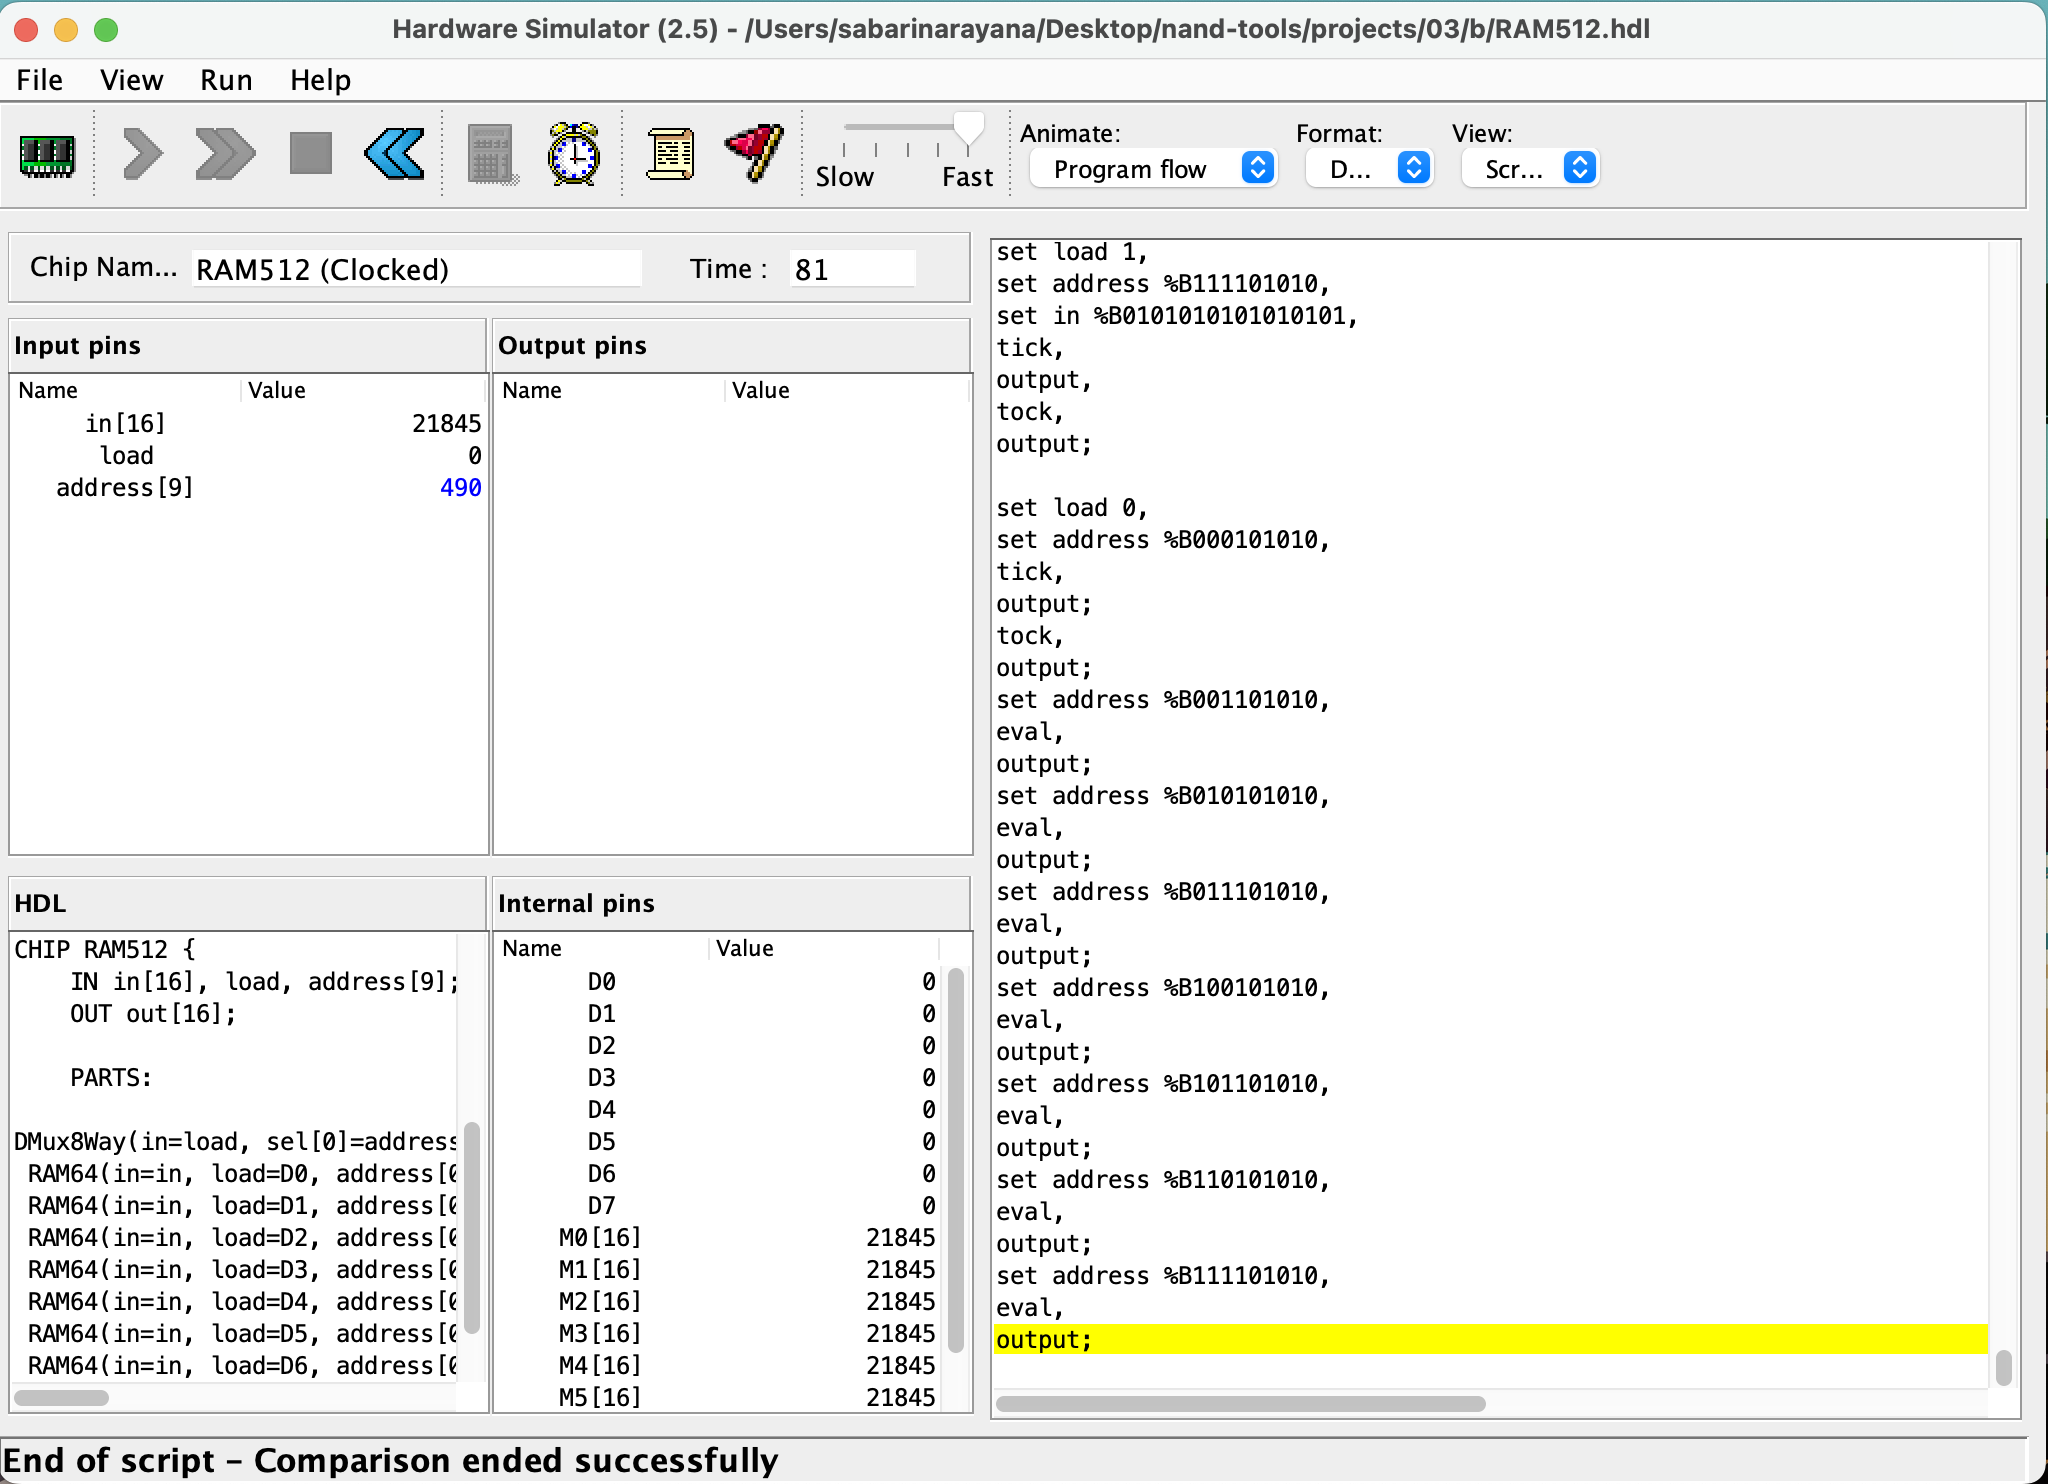 Hardware Simulator (2.5) - /Users/sabarinarayana/Desktop/nand-tools/projects/03/b/RAM512.hdl
File View Run Help
Slow Fast
Animate: Format: View:
Program flow D... Scr...
Chip Nam... RAM512 (Clocked) Time : 81
Input pins
Name Value
in[16] 21845
load 0
address[9] 490
Output pins
Name Value
HDL
CHIP RAM512 {
IN in[16], load, address[9];
OUT out[16];
PARTS:
DMux8Way(in=load, sel[0]=address
RAM64(in=in, load=D0, address[0
RAM64(in=in, load=D1, address[0
RAM64(in=in, load=D2, address[0
RAM64(in=in, load=D3, address[0
RAM64(in=in, load=D4, address[0
RAM64(in=in, load=D5, address[0
RAM64(in=in, load=D6, address[0
Internal pins
Name Value
D0 0
D1 0
D2 0
D3 0
D4 0
D5 0
D6 0
D7 0
M0[16] 21845
M1[16] 21845
M2[16] 21845
M3[16] 21845
M4[16] 21845
M5[16] 21845
set load 1,
set address %B111101010,
set in %B0101010101010101,
tick,
output,
tock,
output;
set load 0,
set address %B000101010,
tick,
output;
tock,
output;
set address %B001101010,
eval,
output;
set address %B010101010,
eval,
output;
set address %B011101010,
eval,
output;
set address %B100101010,
eval,
output;
set address %B101101010,
eval,
output;
set address %B110101010,
eval,
output;
set address %B111101010,
eval,
output;
End of script – Comparison ended successfully